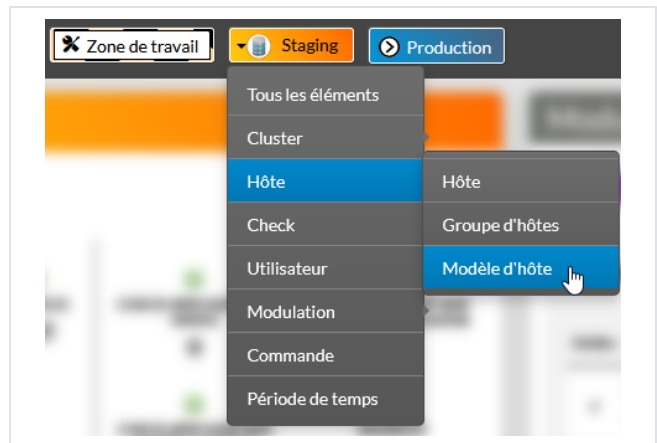 Zone de travail
Staging
Production
Tous les éléments
Cluster
Hôte
Check
Utilisateur
Modulation
Commande
Période de temps
Hôte
Groupe d'hôtes
Modèle d'hôte